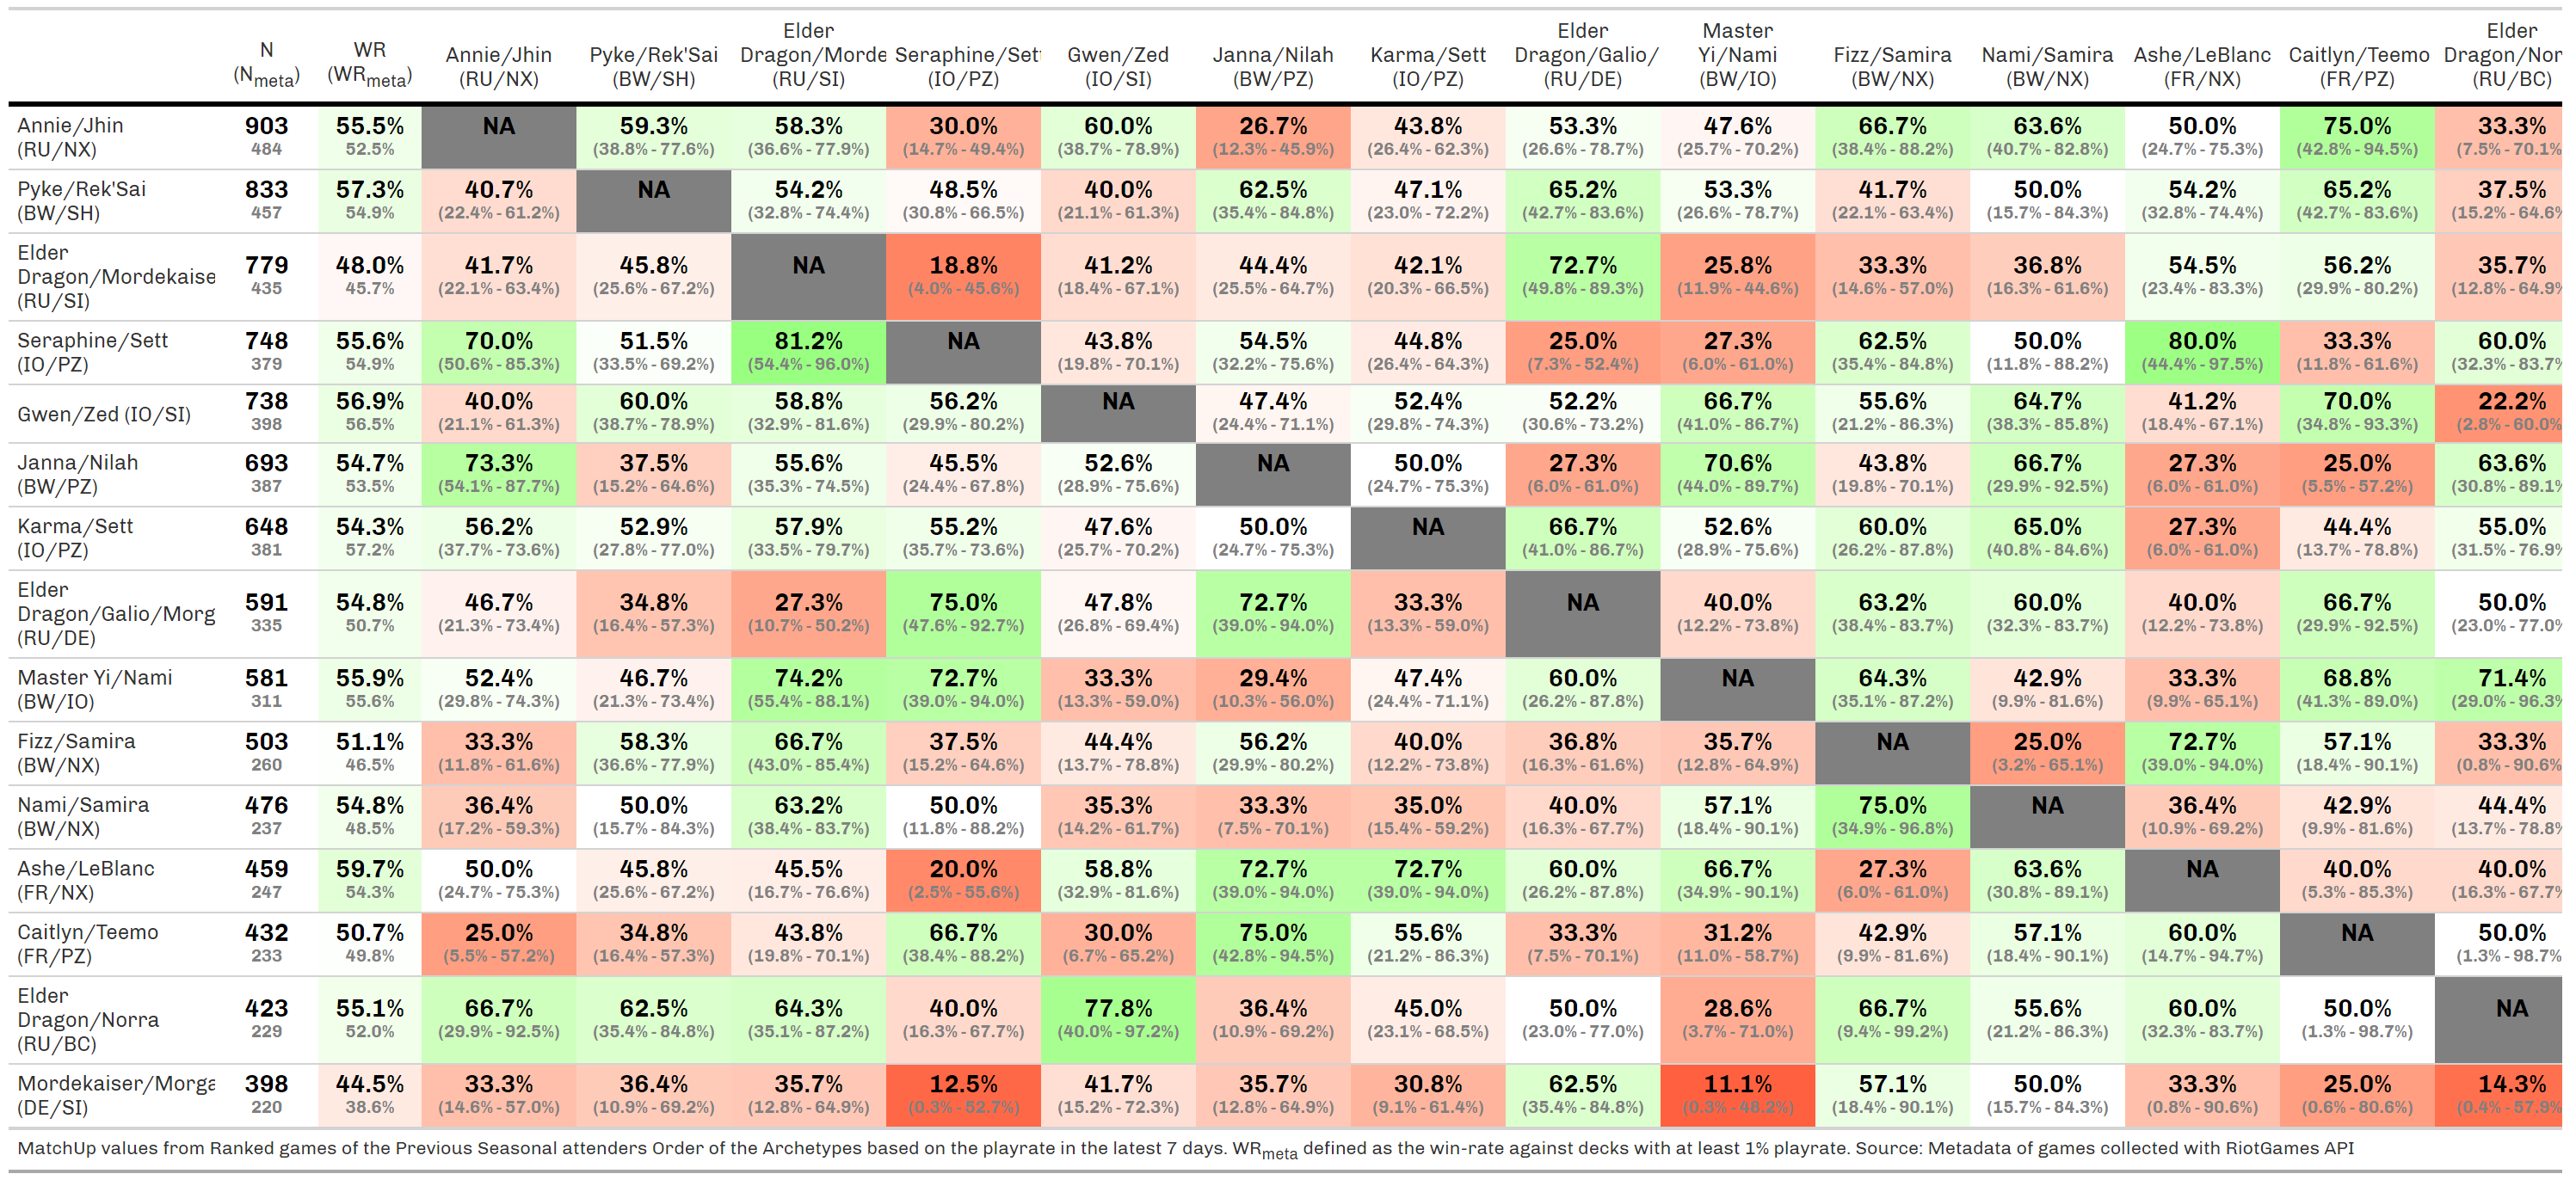 N WR Annie/Jhin Pyke/Rek'Sai Elder Dragon/Morde Seraphine/Sett Gwen/Zed Janna/Nilah Karma/Sett Elder Dragon/Galio/ Master Yi/Nami Fizz/Samira Nami/Samira Ashe/LeBlanc Caitlyn/Teemo Elder Dragon/Nor
(Nmeta) (WRmeta) (RU/NX) (BW/SH) (RU/SI) (IO/PZ) (IO/SI) (BW/PZ) (IO/PZ) (RU/DE) (BW/IO) (BW/NX) (BW/NX) (FR/NX) (FR/PZ) (RU/BC)
Annie/Jhin 903 55.5% NA 59.3% 58.3% 30.0% 60.0% 26.7% 43.8% 53.3% 47.6% 66.7% 63.6% 50.0% 75.0% 33.3%
(RU/NX) 484 52.5% (38.8% - 77.6%) (36.6% - 77.9%) (14.7% - 49.4%) (38.7% - 78.9%) (12.3% - 45.9%) (26.4% - 62.3%) (26.6% - 78.7%) (25.7% - 70.2%) (38.4% - 88.2%) (40.7% - 82.8%) (24.7% - 75.3%) (42.8% - 94.5%) (7.5% - 70.1%
Pyke/Rek'Sai 833 57.3% 40.7% NA 54.2% 48.5% 40.0% 62.5% 47.1% 65.2% 53.3% 41.7% 50.0% 54.2% 65.2% 37.5%
(BW/SH) 457 54.9% (22.4% - 61.2%) (32.8% - 74.4%) (30.8% - 66.5%) (21.1% - 61.3%) (35.4% - 84.8%) (23.0% - 72.2%) (42.7% - 83.6%) (26.6% - 78.7%) (22.1% - 63.4%) (15.7% - 84.3%) (32.8% - 74.4%) (42.7% - 83.6%) (15.2% - 64.6%
Elder
Dragon/Mordekaise 779 48.0% 41.7% 45.8% NA 18.8% 41.2% 44.4% 42.1% 72.7% 25.8% 33.3% 36.8% 54.5% 56.2% 35.7%
(RU/SI) 435 45.7% (22.1% - 63.4%) (25.6% - 67.2%) (4.0% - 45.6%) (18.4% - 67.1%) (25.5% - 64.7%) (20.3% - 66.5%) (49.8% - 89.3%) (11.9% - 44.6%) (14.6% - 57.0%) (16.3% - 61.6%) (23.4% - 83.3%) (29.9% - 80.2%) (12.8% - 64.9%
Seraphine/Sett 748 55.6% 70.0% 51.5% 81.2% NA 43.8% 54.5% 44.8% 25.0% 27.3% 62.5% 50.0% 80.0% 33.3% 60.0%
(IO/PZ) 379 54.9% (50.6% - 85.3%) (33.5% - 69.2%) (54.4% - 96.0%) (19.8% - 70.1%) (32.2% - 75.6%) (26.4% - 64.3%) (7.3% - 52.4%) (6.0% - 61.0%) (35.4% - 84.8%) (11.8% - 88.2%) (44.4% - 97.5%) (11.8% - 61.6%) (32.3% - 83.7%
Gwen/Zed (IO/SI) 738 56.9% 40.0% 60.0% 58.8% 56.2% NA 47.4% 52.4% 52.2% 66.7% 55.6% 64.7% 41.2% 70.0% 22.2%
398 56.5% (21.1% - 61.3%) (38.7% - 78.9%) (32.9% - 81.6%) (29.9% - 80.2%) (24.4% - 71.1%) (29.8% - 74.3%) (30.6% - 73.2%) (41.0% - 86.7%) (21.2% - 86.3%) (38.3% - 85.8%) (18.4% - 67.1%) (34.8% - 93.3%) (2.8% - 60.0%
Janna/Nilah 693 54.7% 73.3% 37.5% 55.6% 45.5% 52.6% NA 50.0% 27.3% 70.6% 43.8% 66.7% 27.3% 25.0% 63.6%
(BW/PZ) 387 53.5% (54.1% - 87.7%) (15.2% - 64.6%) (35.3% - 74.5%) (24.4% - 67.8%) (28.9% - 75.6%) (24.7% - 75.3%) (6.0% - 61.0%) (44.0% - 89.7%) (19.8% - 70.1%) (29.9% - 92.5%) (6.0% - 61.0%) (5.5% - 57.2%) (30.8% - 89.1%
Karma/Sett 648 54.3% 56.2% 52.9% 57.9% 55.2% 47.6% 50.0% NA 66.7% 52.6% 60.0% 65.0% 27.3% 44.4% 55.0%
(IO/PZ) 381 57.2% (37.7% - 73.6%) (27.8% - 77.0%) (33.5% - 79.7%) (35.7% - 73.6%) (25.7% - 70.2%) (24.7% - 75.3%) (41.0% - 86.7%) (28.9% - 75.6%) (26.2% - 87.8%) (40.8% - 84.6%) (6.0% - 61.0%) (13.7% - 78.8%) (31.5% - 76.9%
Elder
Dragon/Galio/Morg 591 54.8% 46.7% 34.8% 27.3% 75.0% 47.8% 72.7% 33.3% NA 40.0% 63.2% 60.0% 40.0% 66.7% 50.0%
(RU/DE) 335 50.7% (21.3% - 73.4%) (16.4% - 57.3%) (10.7% - 50.2%) (47.6% - 92.7%) (26.8% - 69.4%) (39.0% - 94.0%) (13.3% - 59.0%) (12.2% - 73.8%) (38.4% - 83.7%) (32.3% - 83.7%) (12.2% - 73.8%) (29.9% - 92.5%) (23.0% - 77.0%
Master Yi/Nami 581 55.9% 52.4% 46.7% 74.2% 72.7% 33.3% 29.4% 47.4% 60.0% NA 64.3% 42.9% 33.3% 68.8% 71.4%
(BW/IO) 311 55.6% (29.8% - 74.3%) (21.3% - 73.4%) (55.4% - 88.1%) (39.0% - 94.0%) (13.3% - 59.0%) (10.3% - 56.0%) (24.4% - 71.1%) (26.2% - 87.8%) (35.1% - 87.2%) (9.9% - 81.6%) (9.9% - 65.1%) (41.3% - 89.0%) (29.0% - 96.3%
Fizz/Samira 503 51.1% 33.3% 58.3% 66.7% 37.5% 44.4% 56.2% 40.0% 36.8% 35.7% NA 25.0% 72.7% 57.1% 33.3%
(BW/NX) 260 46.5% (11.8% - 61.6%) (36.6% - 77.9%) (43.0% - 85.4%) (15.2% - 64.6%) (13.7% - 78.8%) (29.9% - 80.2%) (12.2% - 73.8%) (16.3% - 61.6%) (12.8% - 64.9%) (3.2% - 65.1%) (39.0% - 94.0%) (18.4% - 90.1%) (0.8% - 90.6%
Nami/Samira 476 54.8% 36.4% 50.0% 63.2% 50.0% 35.3% 33.3% 35.0% 40.0% 57.1% 75.0% NA 36.4% 42.9% 44.4%
(BW/NX) 237 48.5% (17.2% - 59.3%) (15.7% - 84.3%) (38.4% - 83.7%) (11.8% - 88.2%) (14.2% - 61.7%) (7.5% - 70.1%) (15.4% - 59.2%) (16.3% - 67.7%) (18.4% - 90.1%) (34.9% - 96.8%) (10.9% - 69.2%) (9.9% - 81.6%) (13.7% - 78.8%
Ashe/LeBlanc 459 59.7% 50.0% 45.8% 45.5% 20.0% 58.8% 72.7% 72.7% 60.0% 66.7% 27.3% 63.6% NA 40.0% 40.0%
(FR/NX) 247 54.3% (24.7% - 75.3%) (25.6% - 67.2%) (16.7% - 76.6%) (2.5% - 55.6%) (32.9% - 81.6%) (39.0% - 94.0%) (39.0% - 94.0%) (26.2% - 87.8%) (34.9% - 90.1%) (6.0% - 61.0%) (30.8% - 89.1%) (5.3% - 85.3%) (16.3% - 67.7%
Caitlyn/Teemo 432 50.7% 25.0% 34.8% 43.8% 66.7% 30.0% 75.0% 55.6% 33.3% 31.2% 42.9% 57.1% 60.0% NA 50.0%
(FR/PZ) 233 49.8% (5.5% - 57.2%) (16.4% - 57.3%) (19.8% - 70.1%) (38.4% - 88.2%) (6.7% - 65.2%) (42.8% - 94.5%) (21.2% - 86.3%) (7.5% - 70.1%) (11.0% - 58.7%) (9.9% - 81.6%) (18.4% - 90.1%) (14.7% - 94.7%) (1.3% - 98.7%
Elder
Dragon/Norra 423 55.1% 66.7% 62.5% 64.3% 40.0% 77.8% 36.4% 45.0% 50.0% 28.6% 66.7% 55.6% 60.0% 50.0% NA
(RU/BC) 229 52.0% (29.9% - 92.5%) (35.4% - 84.8%) (35.1% - 87.2%) (16.3% - 67.7%) (40.0% - 97.2%) (10.9% - 69.2%) (23.1% - 68.5%) (23.0% - 77.0%) (3.7% - 71.0%) (9.4% - 99.2%) (21.2% - 86.3%) (32.3% - 83.7%) (1.3% - 98.7%)
Mordekaiser/Morga 398 44.5% 33.3% 36.4% 35.7% 12.5% 41.7% 35.7% 30.8% 62.5% 11.1% 57.1% 50.0% 33.3% 25.0% 14.3%
(DE/SI) 220 38.6% (14.6% - 57.0%) (10.9% - 69.2%) (12.8% - 64.9%) (0.3% - 52.7%) (15.2% - 72.3%) (12.8% - 64.9%) (9.1% - 61.4%) (35.4% - 84.8%) (0.3% - 48.2%) (18.4% - 90.1%) (15.7% - 84.3%) (0.8% - 90.6%) (0.6% - 80.6%) (0.4% - 57.9%
MatchUp values from Ranked games of the Previous Seasonal attenders Order of the Archetypes based on the playrate in the latest 7 days. WRmeta defined as the win-rate against decks with at least 1% playrate. Source: Metadata of games collected with RiotGames API